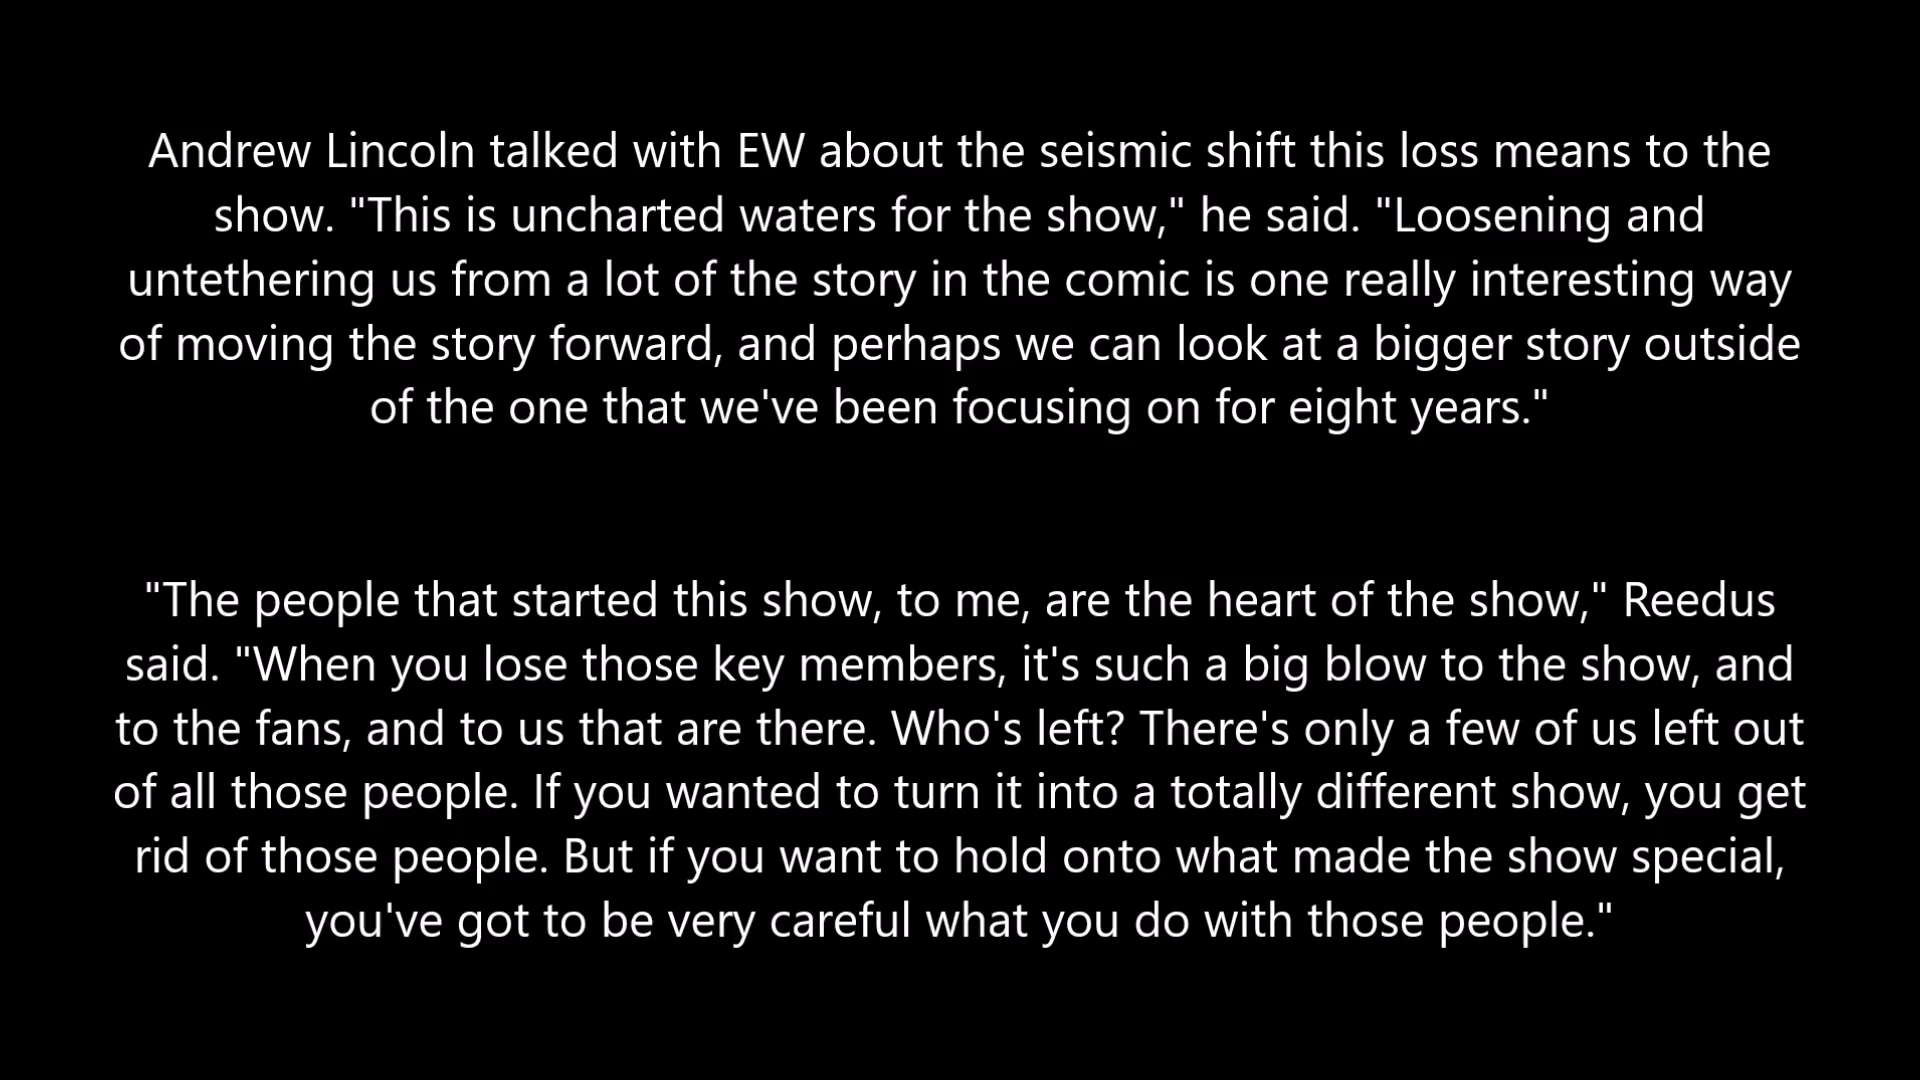 Andrew Lincoln talked with EW about the seismic shift this loss means to the
show. "This is uncharted waters for the show," he said. "Loosening and
untethering us from a lot of the story in the comic is one really interesting way
of moving the story forward, and perhaps we can look at a bigger story outside
of the one that we've been focusing on for eight years."
"The people that started this show, to me, are the heart of the show," Reedus
said. "When you lose those key members, it's such a big blow to the show, and
to the fans, and to us that are there. Who's left? There's only a few of us left out
of all those people. If you wanted to turn it into a totally different show, you get
rid of those people. But if you want to hold onto what made the show special,
you've got to be very careful what you do with those people."